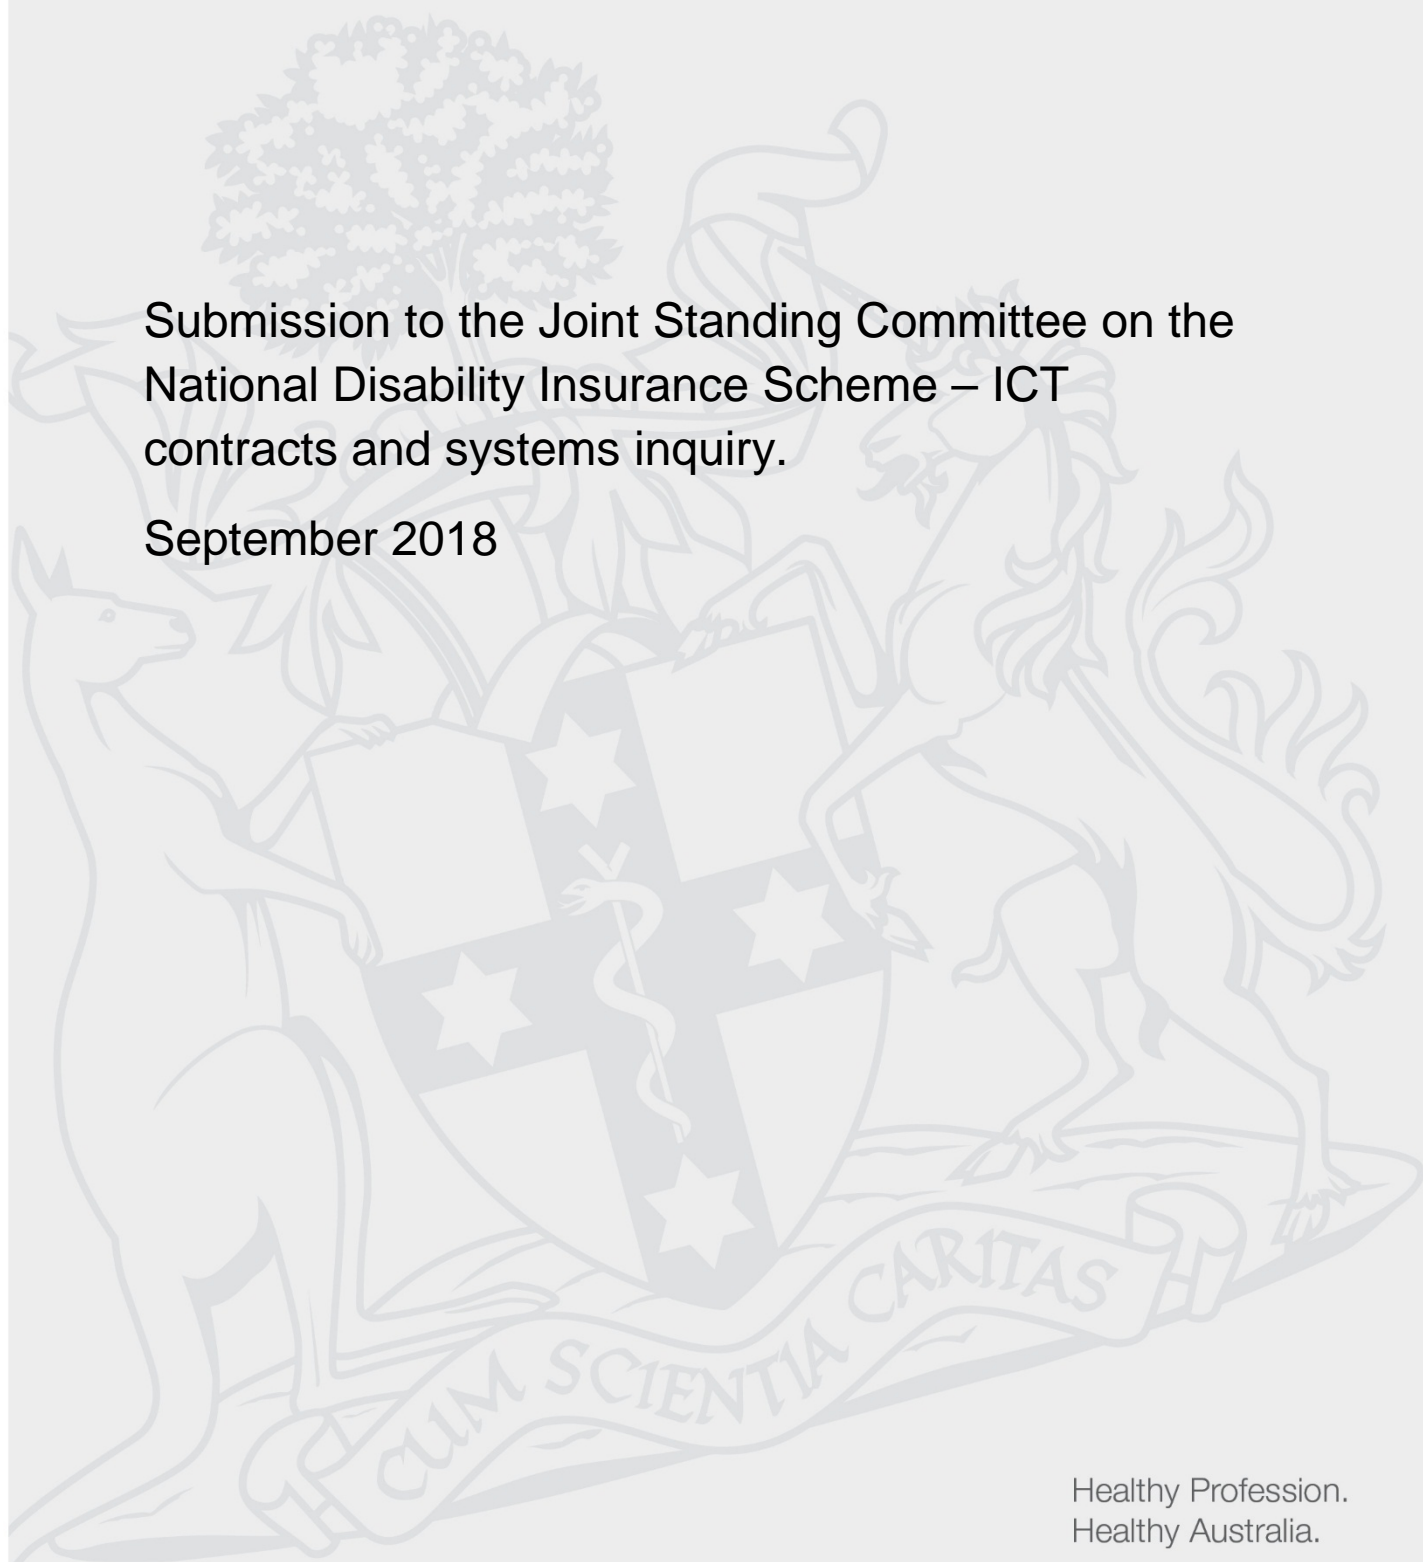 Submission to the Joint Standing Committee on the
National Disability Insurance Scheme – ICT
contracts and systems inquiry.
September 2018
CUM SCIENTIA CARITAS
Healthy Profession.
Healthy Australia.